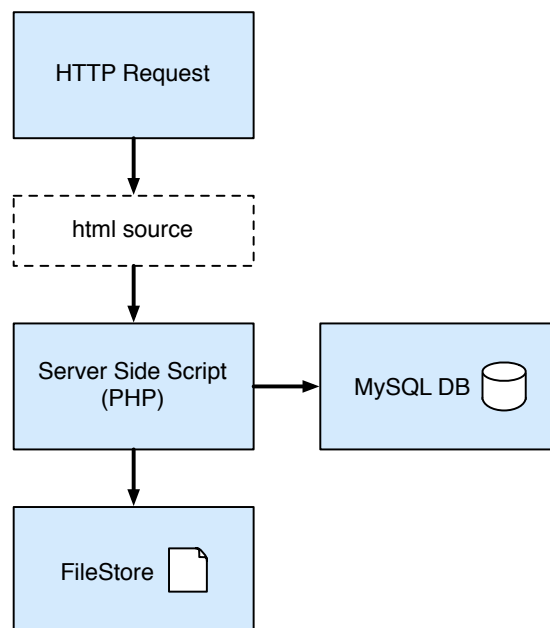 HTTP Request
html source
Server Side Script
(PHP)
MySQL DB
FileStore